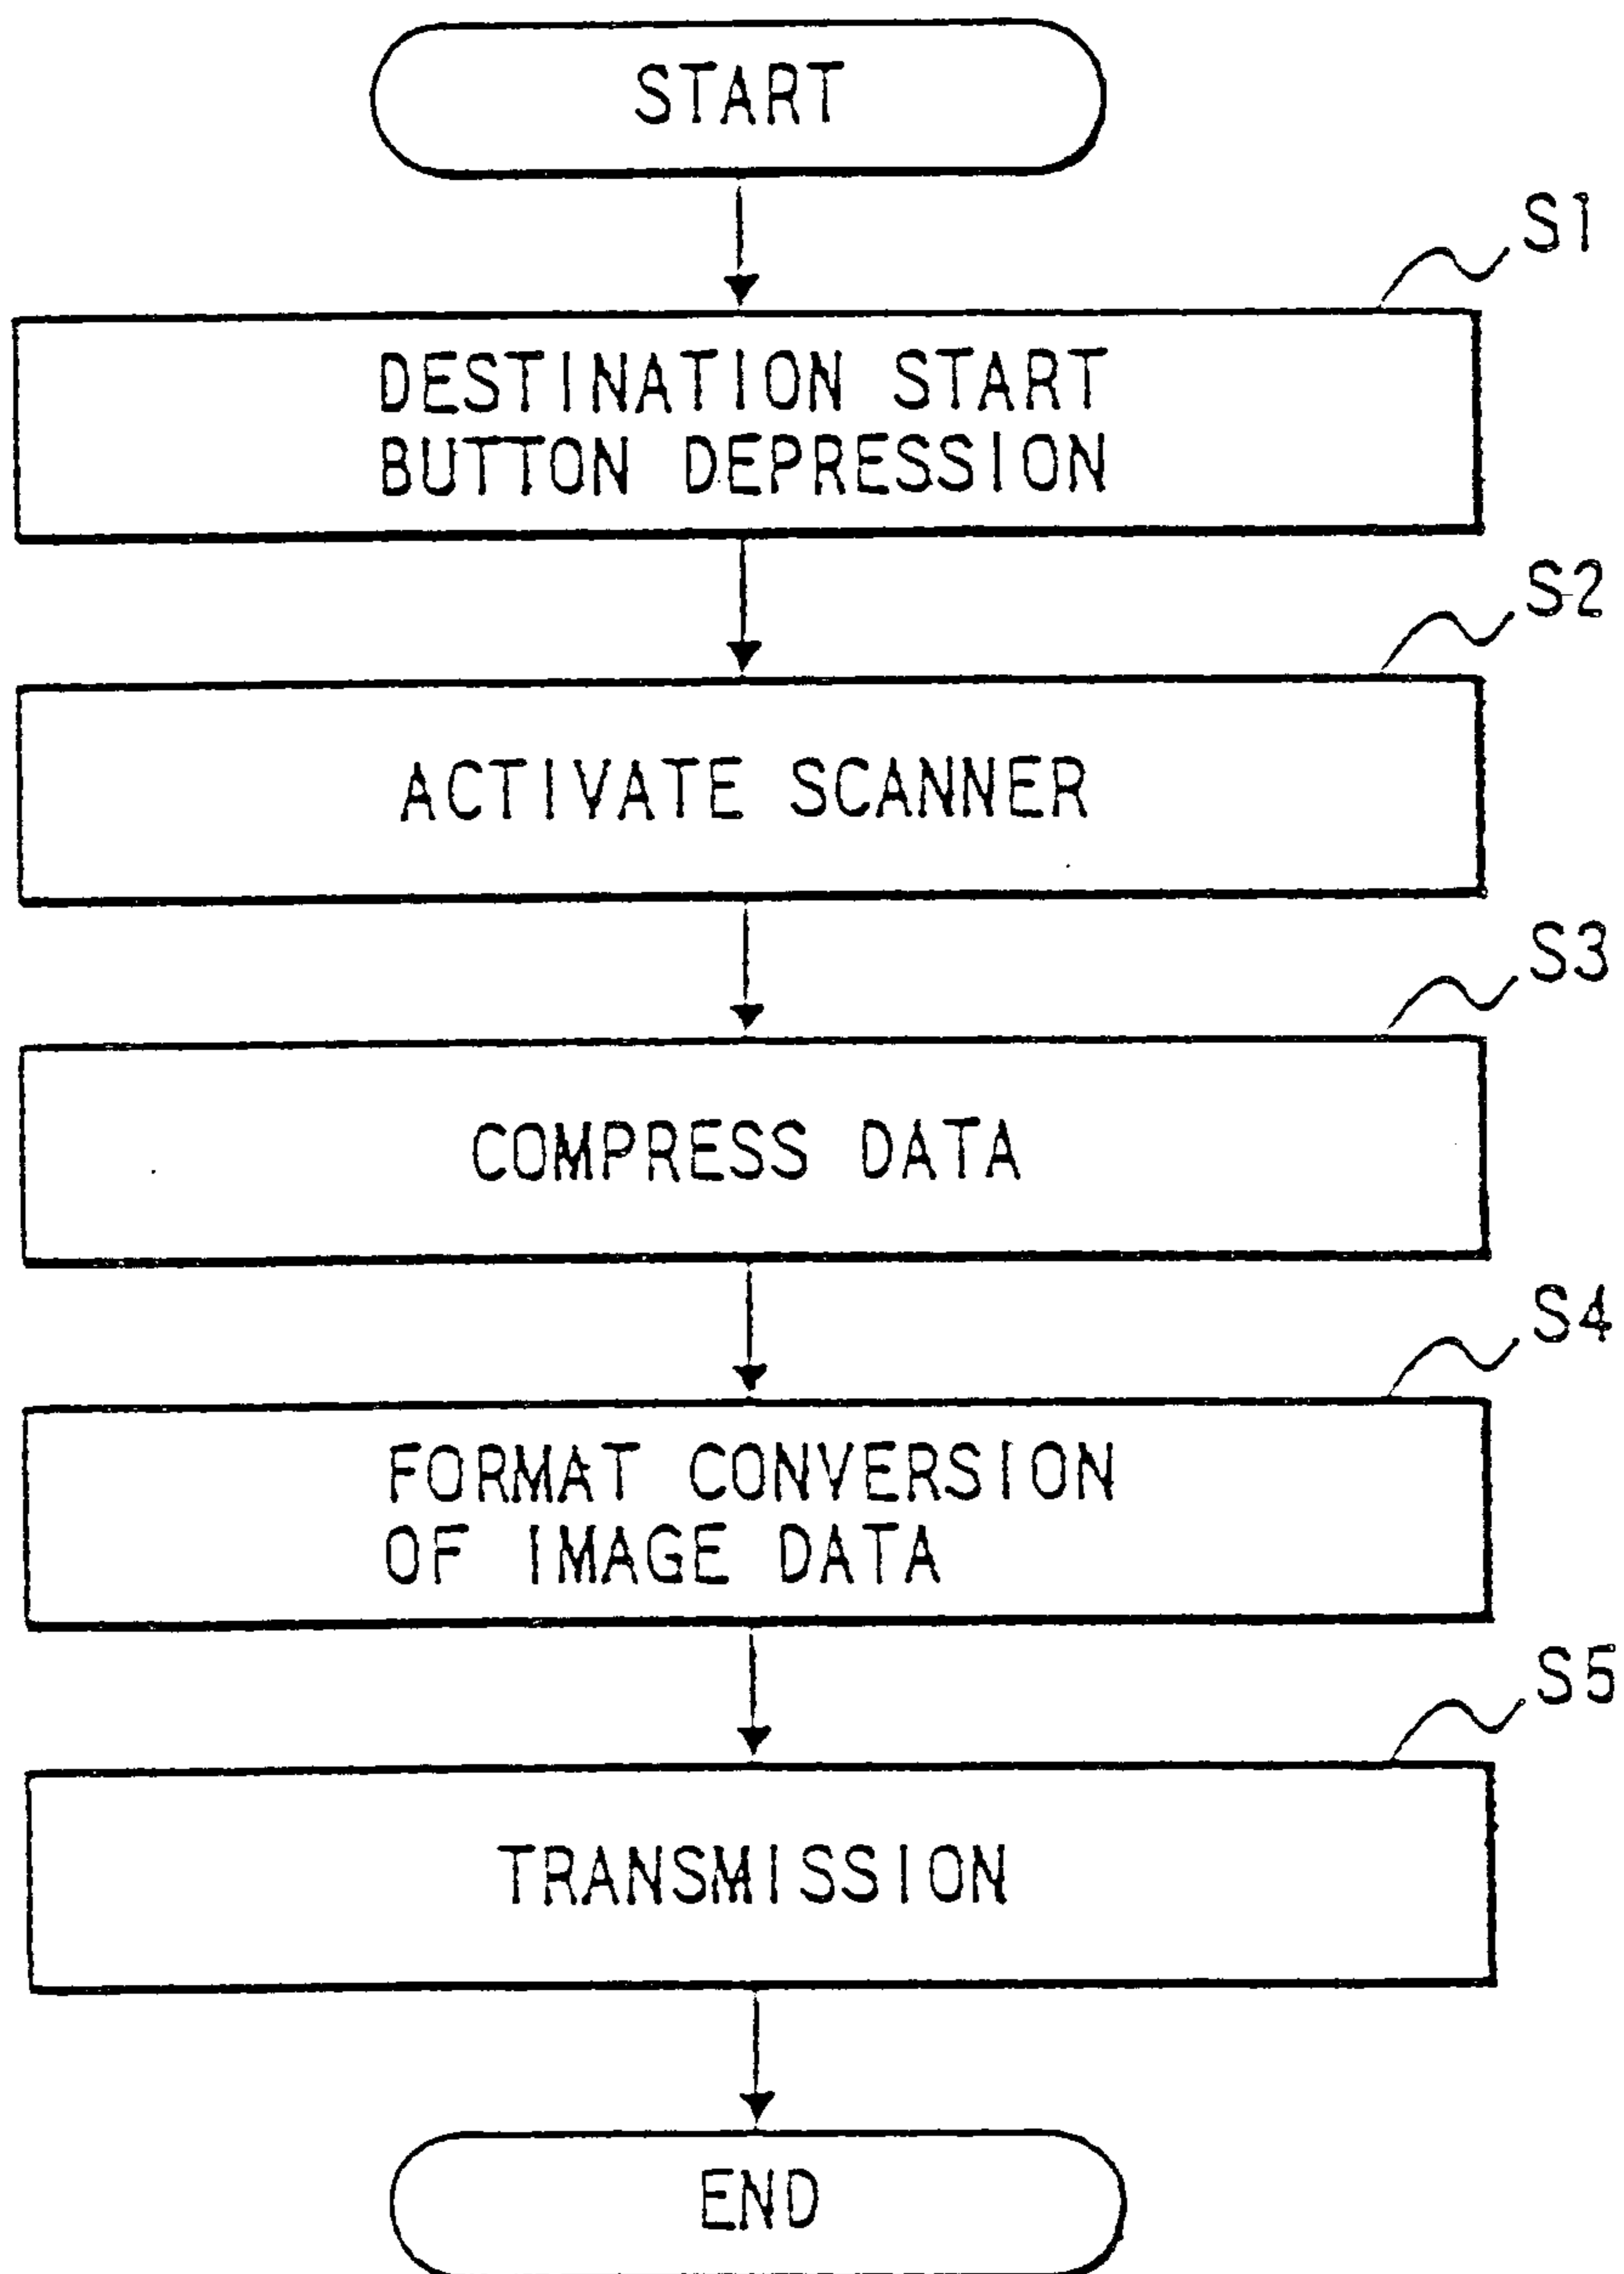 START
S1
DESTINATION START
BUTTON DEPRESSION
S2
ACTIVATE SCANNER
S3
COMPRESS DATA
S4
FORMAT CONVERSION
OF IMAGE DATA
S5
TRANSMISSION
END